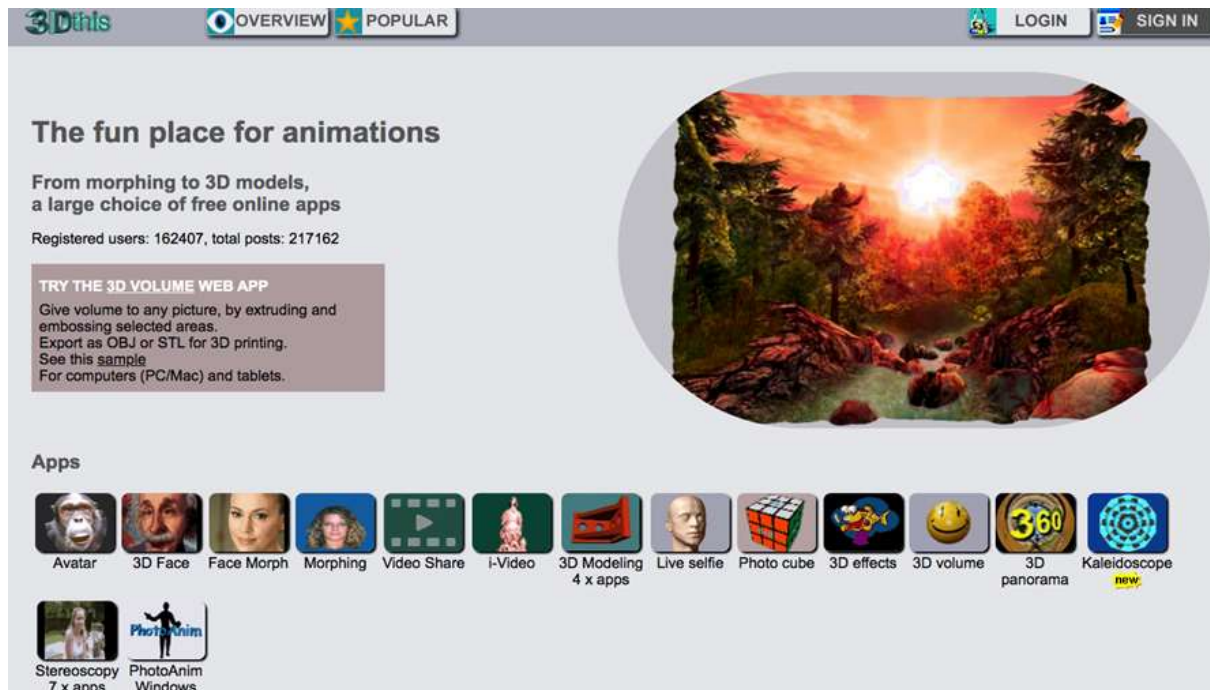 3Dthis
OVERVIEW
POPULAR
LOGIN
SIGN IN
The fun place for animations
From morphing to 3D models,
a large choice of free online apps
Registered users: 162407, total posts: 217162
TRY THE 3D VOLUME WEB APP
Give volume to any picture, by extruding and
embossing selected areas.
Export as OBJ or STL for 3D printing.
See this sample
For computers (PC/Mac) and tablets.
Apps
360
Avatar
3D Face
Face Morph
Morphing
Video Share
i-Video
3D Modeling
4 x apps
Live selfie
Photo cube
3D effects
3D volume
3D
panorama
Kaleidoscope
new
PhotoAnim
Stereoscopy
7 x apps
PhotoAnim
Windows